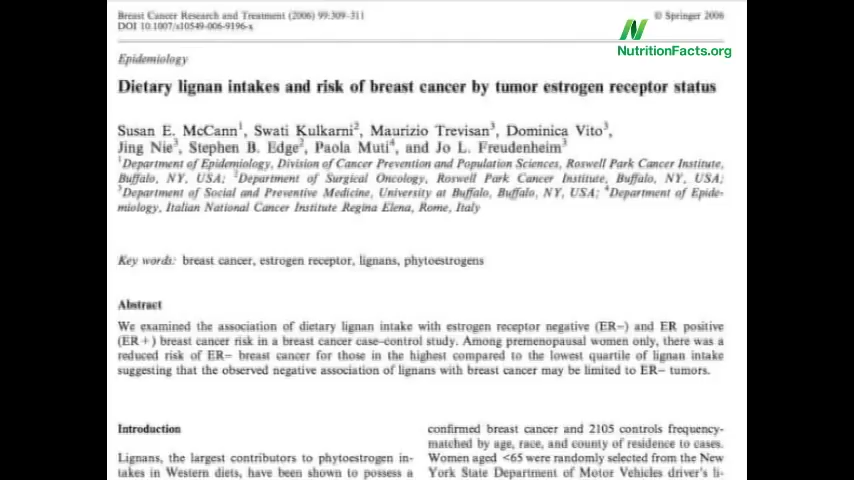 Breast Cancer Research and Treatment (2006) 99:309–311
© Springer 2006
DOI 10.1007/s10549-006-9196-x
NutritionFacts.org
Epidemiology
Dietary lignan intakes and risk of breast cancer by tumor estrogen receptor status
Susan E. McCann1, Swati Kulkarni2, Maurizio Trevisan3, Dominica Vito3,
Jing Nie3, Stephen B. Edge2, Paola Muti4, and Jo L. Freudenheim3
1Department of Epidemiology, Division of Cancer Prevention and Population Sciences, Roswell Park Cancer Institute,
Buffalo, NY, USA; 2Department of Surgical Oncology, Roswell Park Cancer Institute, Buffalo, NY, USA;
3Department of Social and Preventive Medicine, University at Buffalo, Buffalo, NY, USA; 4Department of Epide-
miology, Italian National Cancer Institute Regina Elena, Rome, Italy
Key words: breast cancer, estrogen receptor, lignans, phytoestrogens
Abstract
We examined the association of dietary lignan intake with estrogen receptor negative (ER−) and ER positive
(ER+) breast cancer risk in a breast cancer case–control study. Among premenopausal women only, there was a
reduced risk of ER− breast cancer for those in the highest compared to the lowest quartile of lignan intake
suggesting that the observed negative association of lignans with breast cancer may be limited to ER− tumors.
Introduction
Lignans, the largest contributors to phytoestrogen in-
takes in Western diets, have been shown to possess a
confirmed breast cancer and 2105 controls frequency-
matched by age, race, and county of residence to cases.
Women aged <65 were randomly selected from the New
York State Department of Motor Vehicles driver's li-